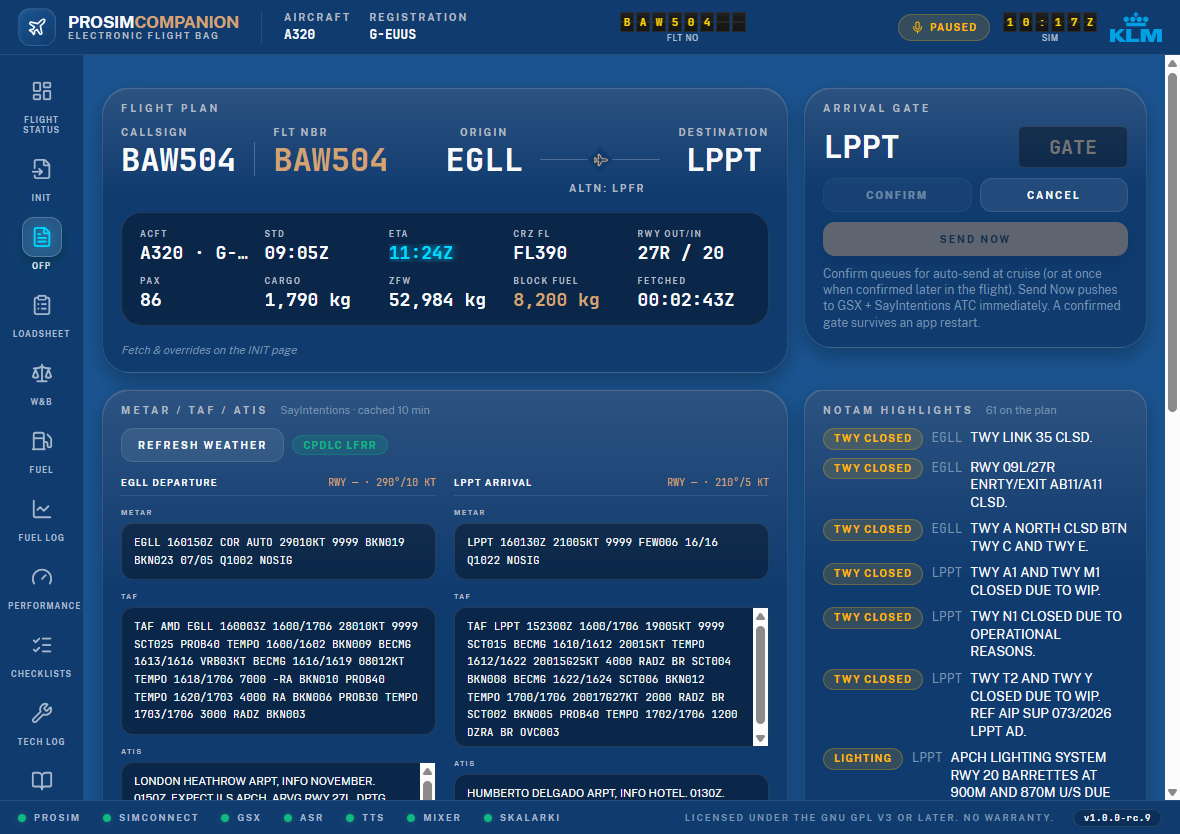 PROSIMCOMPANION
ELECTRONIC FLIGHT BAG
AIRCRAFT
A320
REGISTRATION
G-EUUS
BAW504
FLT NO
PAUSED
10:17Z
SIM
KLM
FLIGHT STATUS
INIT
OFP
LOADSHEET
W&B
FUEL
FUEL LOG
PERFORMANCE
CHECKLISTS
TECH LOG
FLIGHT PLAN
CALLSIGN
BAW504
FLT NBR
BAW504
ORIGIN
EGLL
DESTINATION
LPPT
ALTN: LPFR
ACFT
A320 · G-…
STD
09:05Z
ETA
11:24Z
CRZ FL
FL390
RWY OUT/IN
27R / 20
PAX
86
CARGO
1,790 kg
ZFW
52,984 kg
BLOCK FUEL
8,200 kg
FETCHED
00:02:43Z
Fetch & overrides on the INIT page
ARRIVAL GATE
LPPT
GATE
CONFIRM
CANCEL
SEND NOW
Confirm queues for auto-send at cruise (or at once
when confirmed later in the flight). Send Now pushes
to GSX + SayIntentions ATC immediately. A confirmed
gate survives an app restart.
METAR / TAF / ATIS SayIntentions · cached 10 min
REFRESH WEATHER
CPDLC LFRR
EGLL DEPARTURE
RWY — · 290°/10 KT
METAR
EGLL 160150Z COR AUTO 29010KT 9999 BKN019
BKN023 07/05 Q1002 NOSIG
TAF
TAF AMD EGLL 160003Z 1600/1706 28010KT 9999
SCT025 PROB40 TEMPO 1600/1602 BKN009 BECMG
1613/1616 VRB03KT BECMG 1616/1619 08012KT
TEMPO 1618/1706 7000 -RA BKN010 PROB40
TEMPO 1620/1703 4000 RA BKN006 PROB30 TEMPO
1703/1706 3000 RADZ BKN003
ATIS
LONDON HEATHROW ARPT, INFO NOVEMBER.
0150Z. EXPECT ILS APCH, ARVG RWY 27L, DPTG
LPPT ARRIVAL
RWY — · 210°/5 KT
METAR
LPPT 160130Z 21005KT 9999 FEW006 16/16
Q1022 NOSIG
TAF
TAF LPPT 152300Z 1600/1706 19005KT 9999
SCT015 BECMG 1610/1612 20015KT TEMPO
1612/1622 20015G25KT 4000 RADZ BR SCT004
BKN008 BECMG 1622/1624 SCT006 BKN012
TEMPO 1700/1706 20017G27KT 2000 RADZ BR
SCT002 BKN005 PROB40 TEMPO 1702/1706 1200
DZRA BR OVC003
ATIS
HUMBERTO DELGADO ARPT, INFO HOTEL. 0130Z.
NOTAM HIGHLIGHTS 61 on the plan
TWY CLOSED EGLL TWY LINK 35 CLSD.
TWY CLOSED EGLL RWY 09L/27R
ENRTY/EXIT AB11/A11
CLSD.
TWY CLOSED EGLL TWY A NORTH CLSD BTN
TWY C AND TWY E.
TWY CLOSED LPPT TWY A1 AND TWY M1
CLOSED DUE TO WIP.
TWY CLOSED LPPT TWY N1 CLOSED DUE TO
OPERATIONAL
REASONS.
TWY CLOSED LPPT TWY T2 AND TWY Y
CLOSED DUE TO WIP.
REF AIP SUP 073/2026
LPPT AD.
LIGHTING LPPT APCH LIGHTING SYSTEM
RWY 20 BARRETTES AT
900M AND 870M U/S DUE
PROSIM
SIMCONNECT
GSX
ASR
TTS
MIXER
SKALARKI
LICENSED UNDER THE GNU GPL V3 OR LATER. NO WARRANTY.
v1.0.0-rc.9